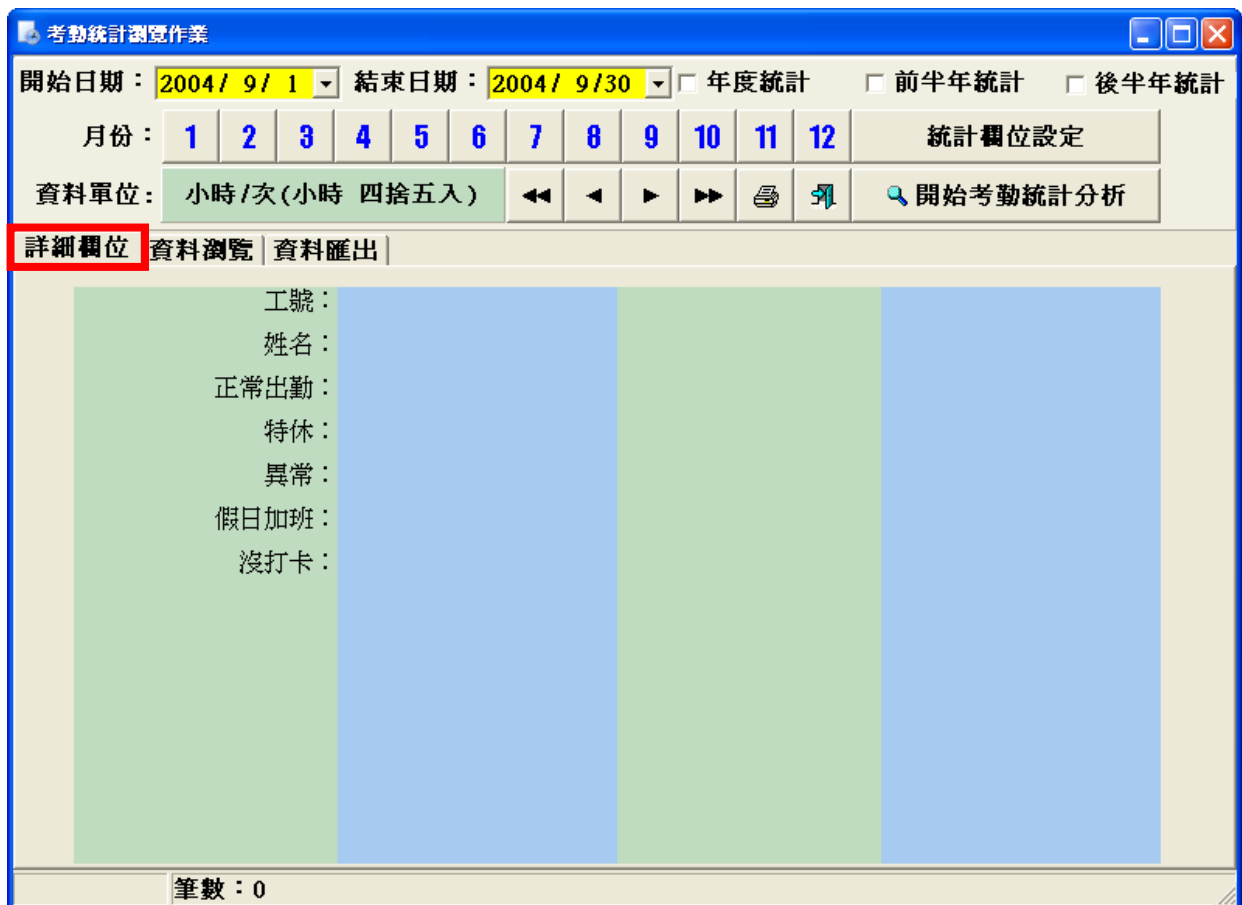 考勤統計瀏覽作業
開始日期：2004/ 9/ 1 結束日期：2004/ 9/30 年度統計 前半年統計 後半年統計
月份： 1 2 3 4 5 6 7 8 9 10 11 12 統計欄位設定
資料單位: 小時/次(小時 四捨五入) 開始考勤統計分析
詳細欄位 資料瀏覽 資料匯出
工號：
姓名：
正常出勤：
特休：
異常：
假日加班：
沒打卡：
筆數：0